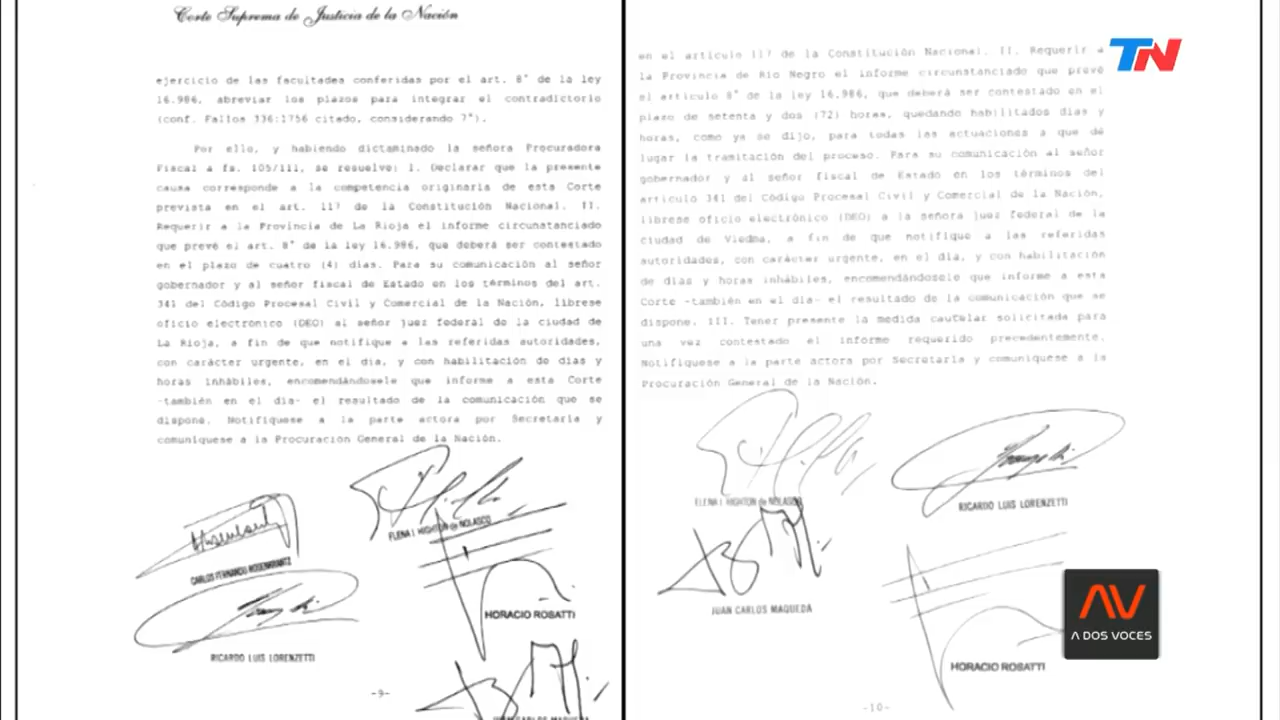 Corte Suprema de Justicia de la Nación
ejercicio de las facultades conferidas por el art. 8° de la ley
16.986, abreviar los plazos para integrar el contradictorio
(conf. Fallos 336:1756 citado, considerando 7°).
Por ello, y habiendo dictaminado la señora Procuradora
Fiscal a fs. 105/111, se resuelve: I. Declarar que la presente
causa corresponde a la competencia originaria de esta Corte
prevista en el art. 117 de la Constitución Nacional. II.
Requerir a la Provincia de La Rioja el informe circunstanciado
que prevé el art. 8° de la ley 16.986, que deberá ser contestado
en el plazo de cuatro (4) días. Para su comunicación al señor
gobernador y al señor fiscal de Estado en los términos del art.
341 del Código Procesal Civil y Comercial de la Nación, líbrese
oficio electrónico (DEO) al señor juez federal de la ciudad de
La Rioja, a fin de que notifique a las referidas autoridades,
con carácter urgente, en el día, y con habilitación de días y
horas inhábiles, encomendándosele que informe a esta Corte
-también en el día- el resultado de la comunicación que se
dispone. Notifíquese a la parte actora por Secretaría y
comuníquese a la Procuración General de la Nación.
ELENA I. HIGHTON de NOLASCO
CARLOS FERNANDO ROSENKRANTZ
HORACIO ROSATTI
RICARDO LUIS LORENZETTI
JUAN CARLOS MAQUEDA
-9-
en el artículo 117 de la Constitución Nacional. II. Requerir a
la Provincia de Río Negro el informe circunstanciado que prevé
el artículo 8° de la ley 16.986, que deberá ser contestado en el
plazo de setenta y dos (72) horas, quedando habilitados días y
horas, como ya se dijo, para todas las actuaciones a que dé
lugar la tramitación del proceso. Para su comunicación al señor
gobernador y al señor fiscal de Estado en los términos del
artículo 341 del Código Procesal Civil y Comercial de la Nación,
líbrese oficio electrónico (DEO) a la señora juez federal de la
ciudad de Viedma, a fin de que notifique a las referidas
autoridades, con carácter urgente, en el día, y con habilitación
de días y horas inhábiles, encomendándosele que informe a esta
Corte -también en el día- el resultado de la comunicación que se
dispone. III. Tener presente la medida cautelar solicitada para
una vez contestado el informe requerido precedentemente.
Notifíquese a la parte actora por Secretaría y comuníquese a la
Procuración General de la Nación.
ELENA I. HIGHTON de NOLASCO
RICARDO LUIS LORENZETTI
JUAN CARLOS MAQUEDA
HORACIO ROSATTI
-10-
TN
AV
A DOS VOCES